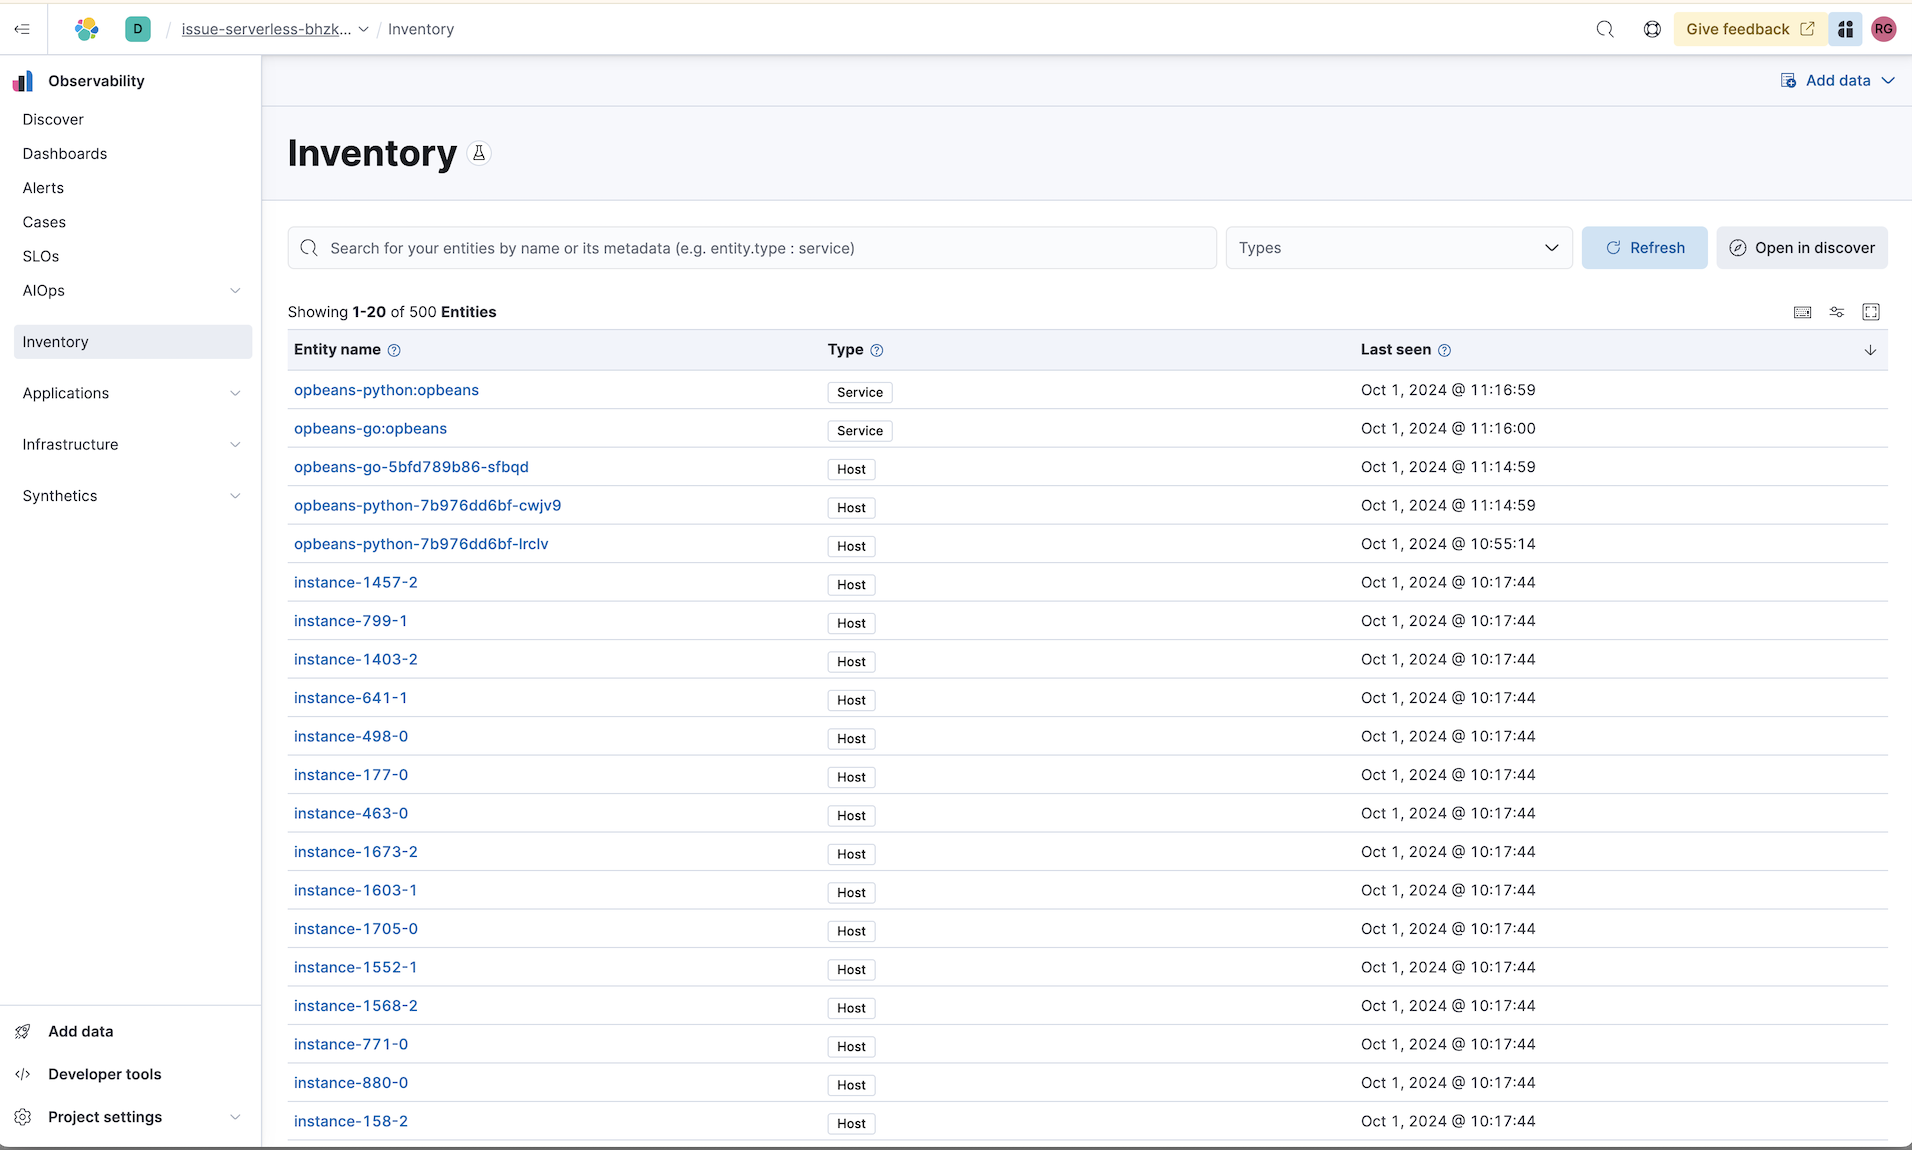 D / issue-serverless-bhzk... / Inventory
Give feedback
RG
Observability
Add data
Discover
Dashboards
Alerts
Cases
SLOs
AIOps
Inventory
Applications
Infrastructure
Synthetics
Add data
Developer tools
Project settings
Inventory
Search for your entities by name or its metadata (e.g. entity.type : service)
Types
Refresh
Open in discover
Showing 1-20 of 500 Entities
Entity name Type Last seen
opbeans-python:opbeans Service Oct 1, 2024 @ 11:16:59
opbeans-go:opbeans Service Oct 1, 2024 @ 11:16:00
opbeans-go-5bfd789b86-sfbqd Host Oct 1, 2024 @ 11:14:59
opbeans-python-7b976dd6bf-cwjv9 Host Oct 1, 2024 @ 11:14:59
opbeans-python-7b976dd6bf-lrclv Host Oct 1, 2024 @ 10:55:14
instance-1457-2 Host Oct 1, 2024 @ 10:17:44
instance-799-1 Host Oct 1, 2024 @ 10:17:44
instance-1403-2 Host Oct 1, 2024 @ 10:17:44
instance-641-1 Host Oct 1, 2024 @ 10:17:44
instance-498-0 Host Oct 1, 2024 @ 10:17:44
instance-177-0 Host Oct 1, 2024 @ 10:17:44
instance-463-0 Host Oct 1, 2024 @ 10:17:44
instance-1673-2 Host Oct 1, 2024 @ 10:17:44
instance-1603-1 Host Oct 1, 2024 @ 10:17:44
instance-1705-0 Host Oct 1, 2024 @ 10:17:44
instance-1552-1 Host Oct 1, 2024 @ 10:17:44
instance-1568-2 Host Oct 1, 2024 @ 10:17:44
instance-771-0 Host Oct 1, 2024 @ 10:17:44
instance-880-0 Host Oct 1, 2024 @ 10:17:44
instance-158-2 Host Oct 1, 2024 @ 10:17:44